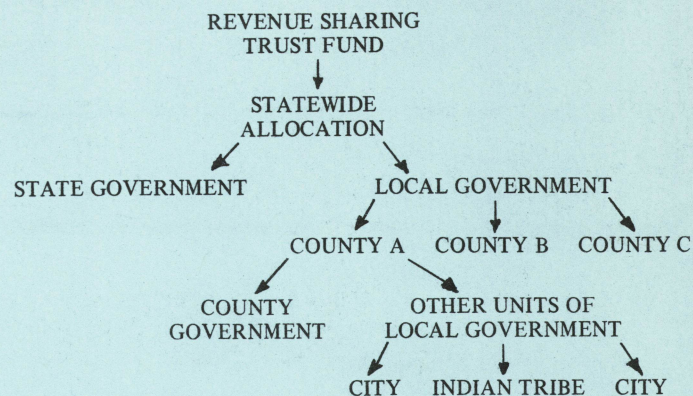 REVENUE SHARING
TRUST FUND
STATEWIDE
ALLOCATION
STATE GOVERNMENT
LOCAL GOVERNMENT
COUNTY A
COUNTY B
COUNTY C
COUNTY
GOVERNMENT
OTHER UNITS OF
LOCAL GOVERNMENT
CITY
INDIAN TRIBE
CITY